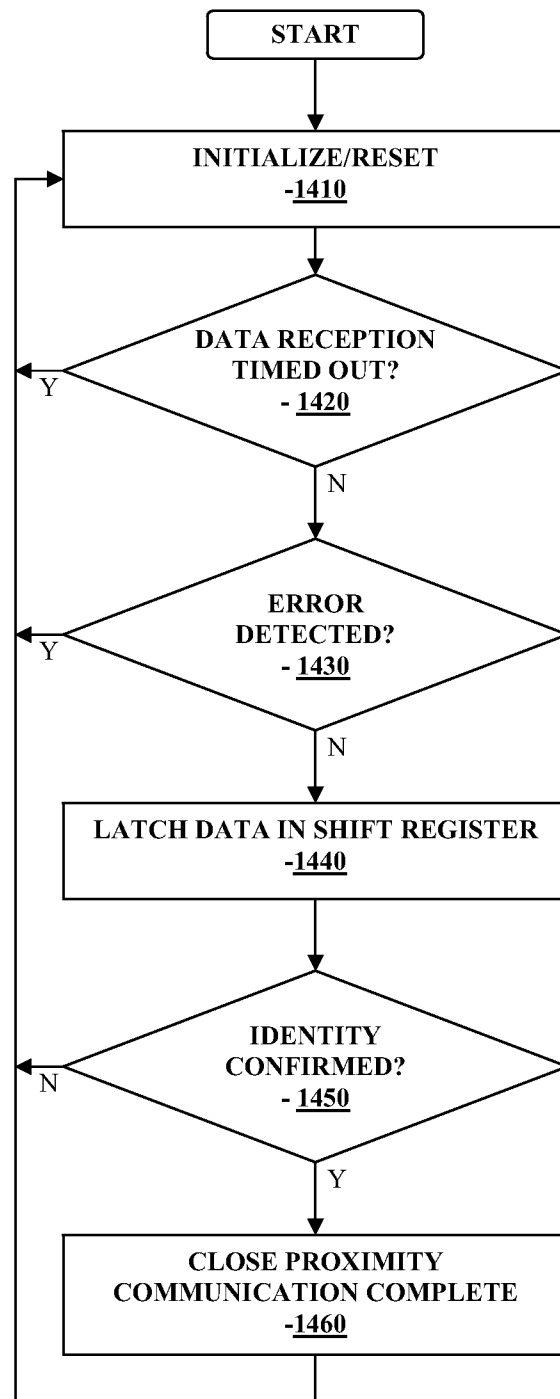 START
INITIALIZE/RESET
-1410
DATA RECEPTION
TIMED OUT?
- 1420
Y
N
ERROR
DETECTED?
- 1430
Y
N
LATCH DATA IN SHIFT REGISTER
-1440
IDENTITY
CONFIRMED?
- 1450
N
Y
CLOSE PROXIMITY
COMMUNICATION COMPLETE
-1460